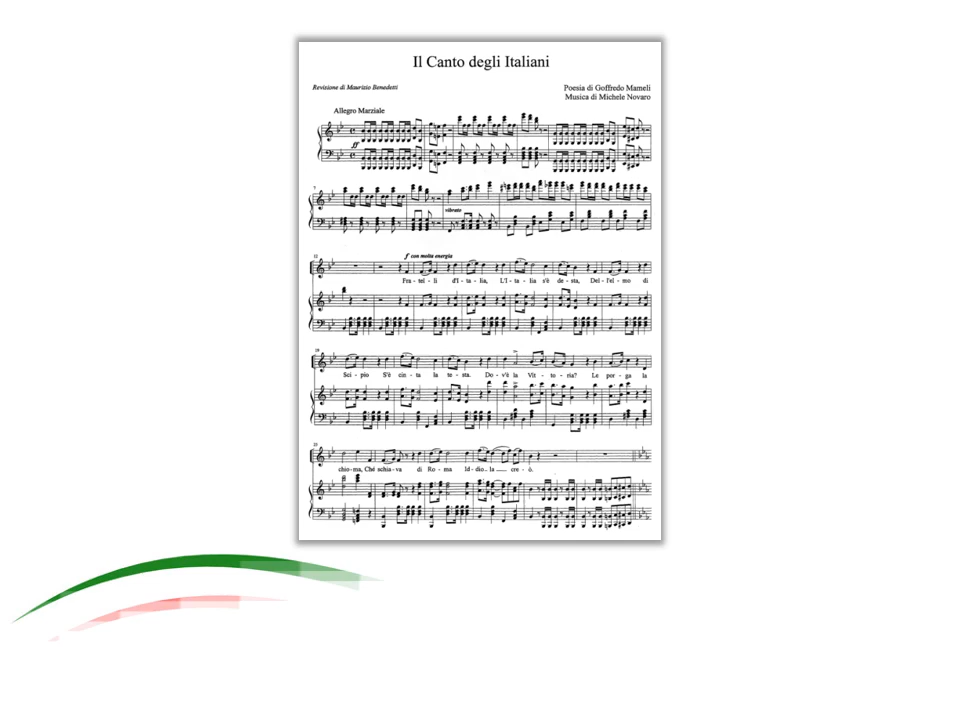 Il Canto degli Italiani
Revisione di Maurizio Benedetti
Poesia di Goffredo Mameli
Musica di Michele Novaro
Allegro Marziale
ff
7
vibrato
12
f con molta energia
Fra - tel - li d'I - ta - lia, L'I - ta - lia s'è de - sta, Del - l'el - mo di
Sci - pio S'è cin - ta la te - sta. Do - v'è la Vit - to - ria? Le por - ga la
chio - ma, Ché schia - va di Ro - ma Id - dio la creò.